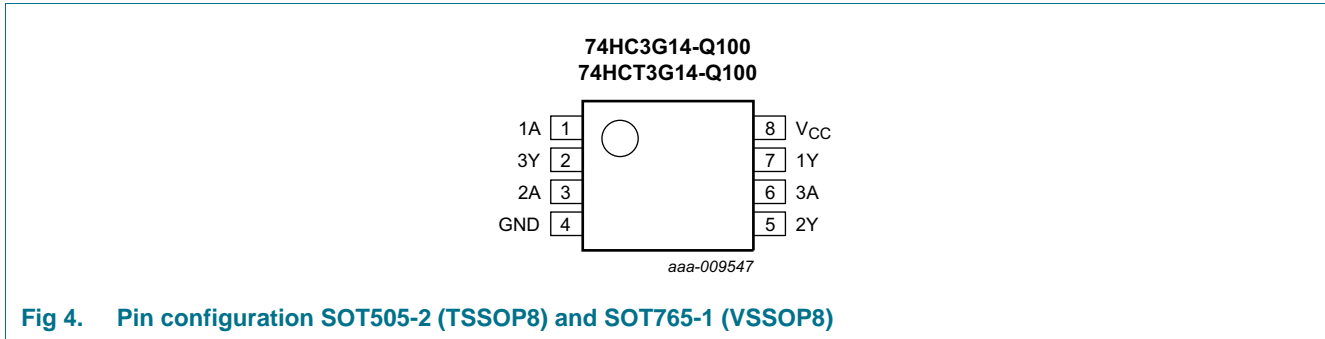 74HC3G14-Q100
74HCT3G14-Q100
1A 1 8 VCC
3Y 2 7 1Y
2A 3 6 3A
GND 4 5 2Y
aaa-009547
Fig 4. Pin configuration SOT505-2 (TSSOP8) and SOT765-1 (VSSOP8)